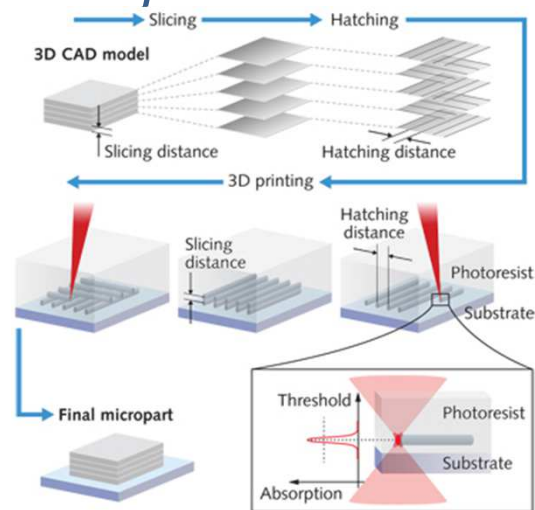 Slicing
Hatching
3D CAD model
Slicing distance
Hatching distance
3D printing
Slicing
distance
Hatching
distance
Photoresist
Substrate
Final micropart
Threshold
Photoresist
Substrate
Absorption